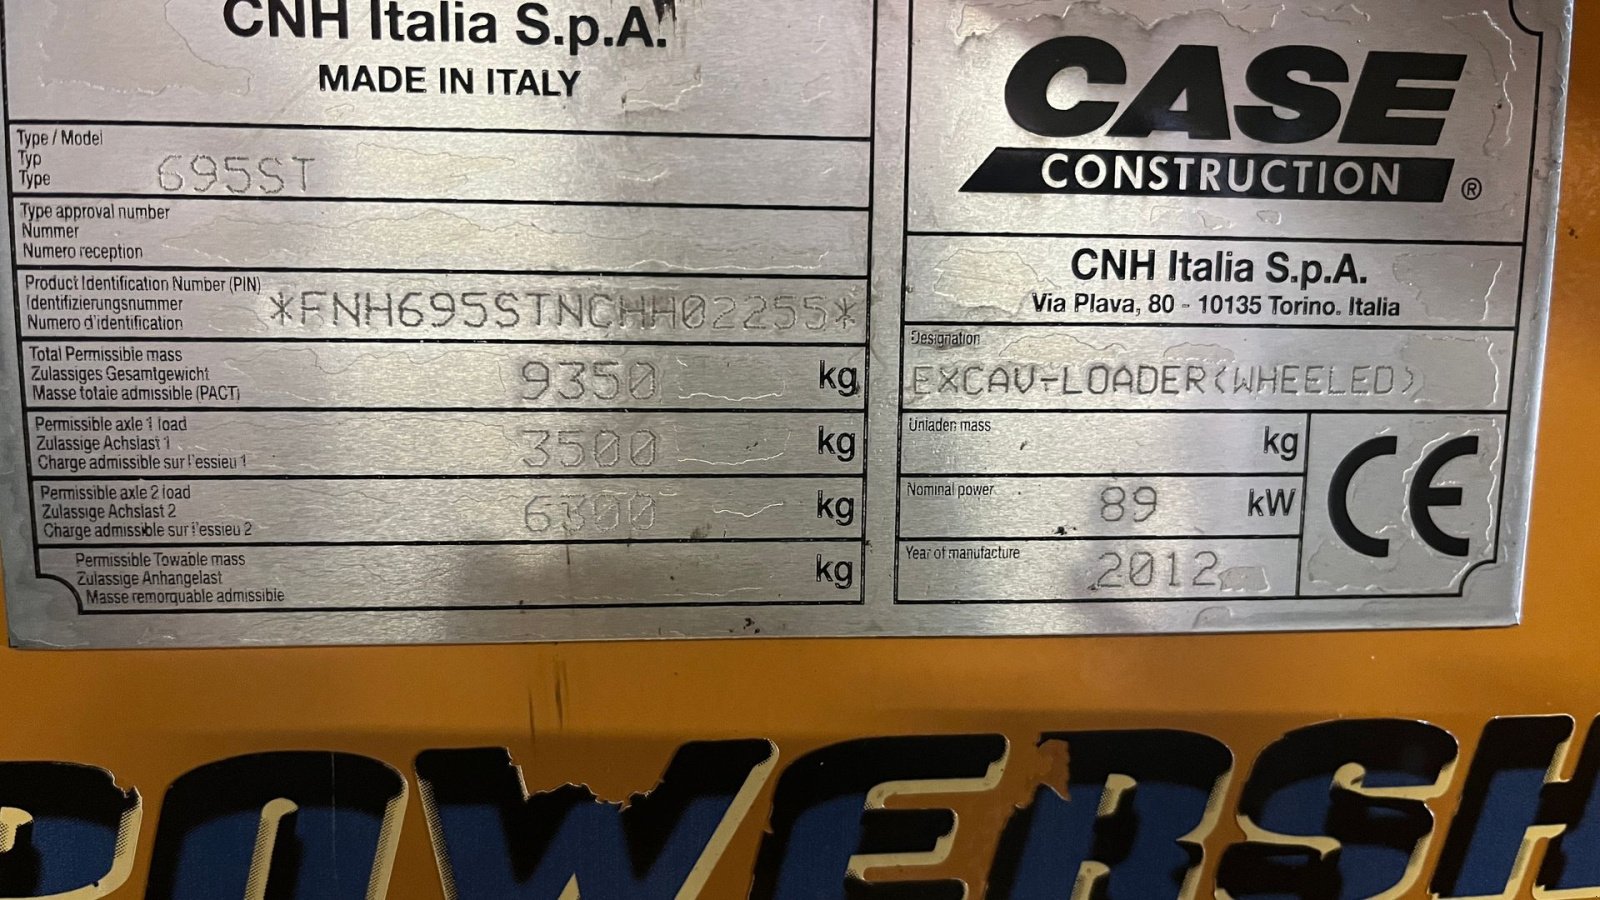 CNH Italia S.p.A.
MADE IN ITALY
Type / Model
Typ
Type
695ST
Type approval number
Nummer
Numero reception
Product Identification Number (PIN)
Identifizierungsnummer
Numero d'identification
*FNH695STNCHH02255*
Total Permissible mass
Zulassiges Gesamtgewicht
Masse totale admissible (PACT)
9350 kg
Permissible axle 1 load
Zulassige Achslast 1
Charge admissible sur l'essieu 1
3500 kg
Permissible axle 2 load
Zulassige Achslast 2
Charge admissible sur l'essieu 2
6300 kg
Permissible Towable mass
Zulassige Anhangelast
Masse remorquable admissible
kg
CASE
CONSTRUCTION ®
CNH Italia S.p.A.
Via Plava, 80 - 10135 Torino. Italia
Designation
EXCAV-LOADER(WHEELED)
Unladen mass
kg
Nominal power
89 kW
Year of manufacture
2012
CE
POWERSH